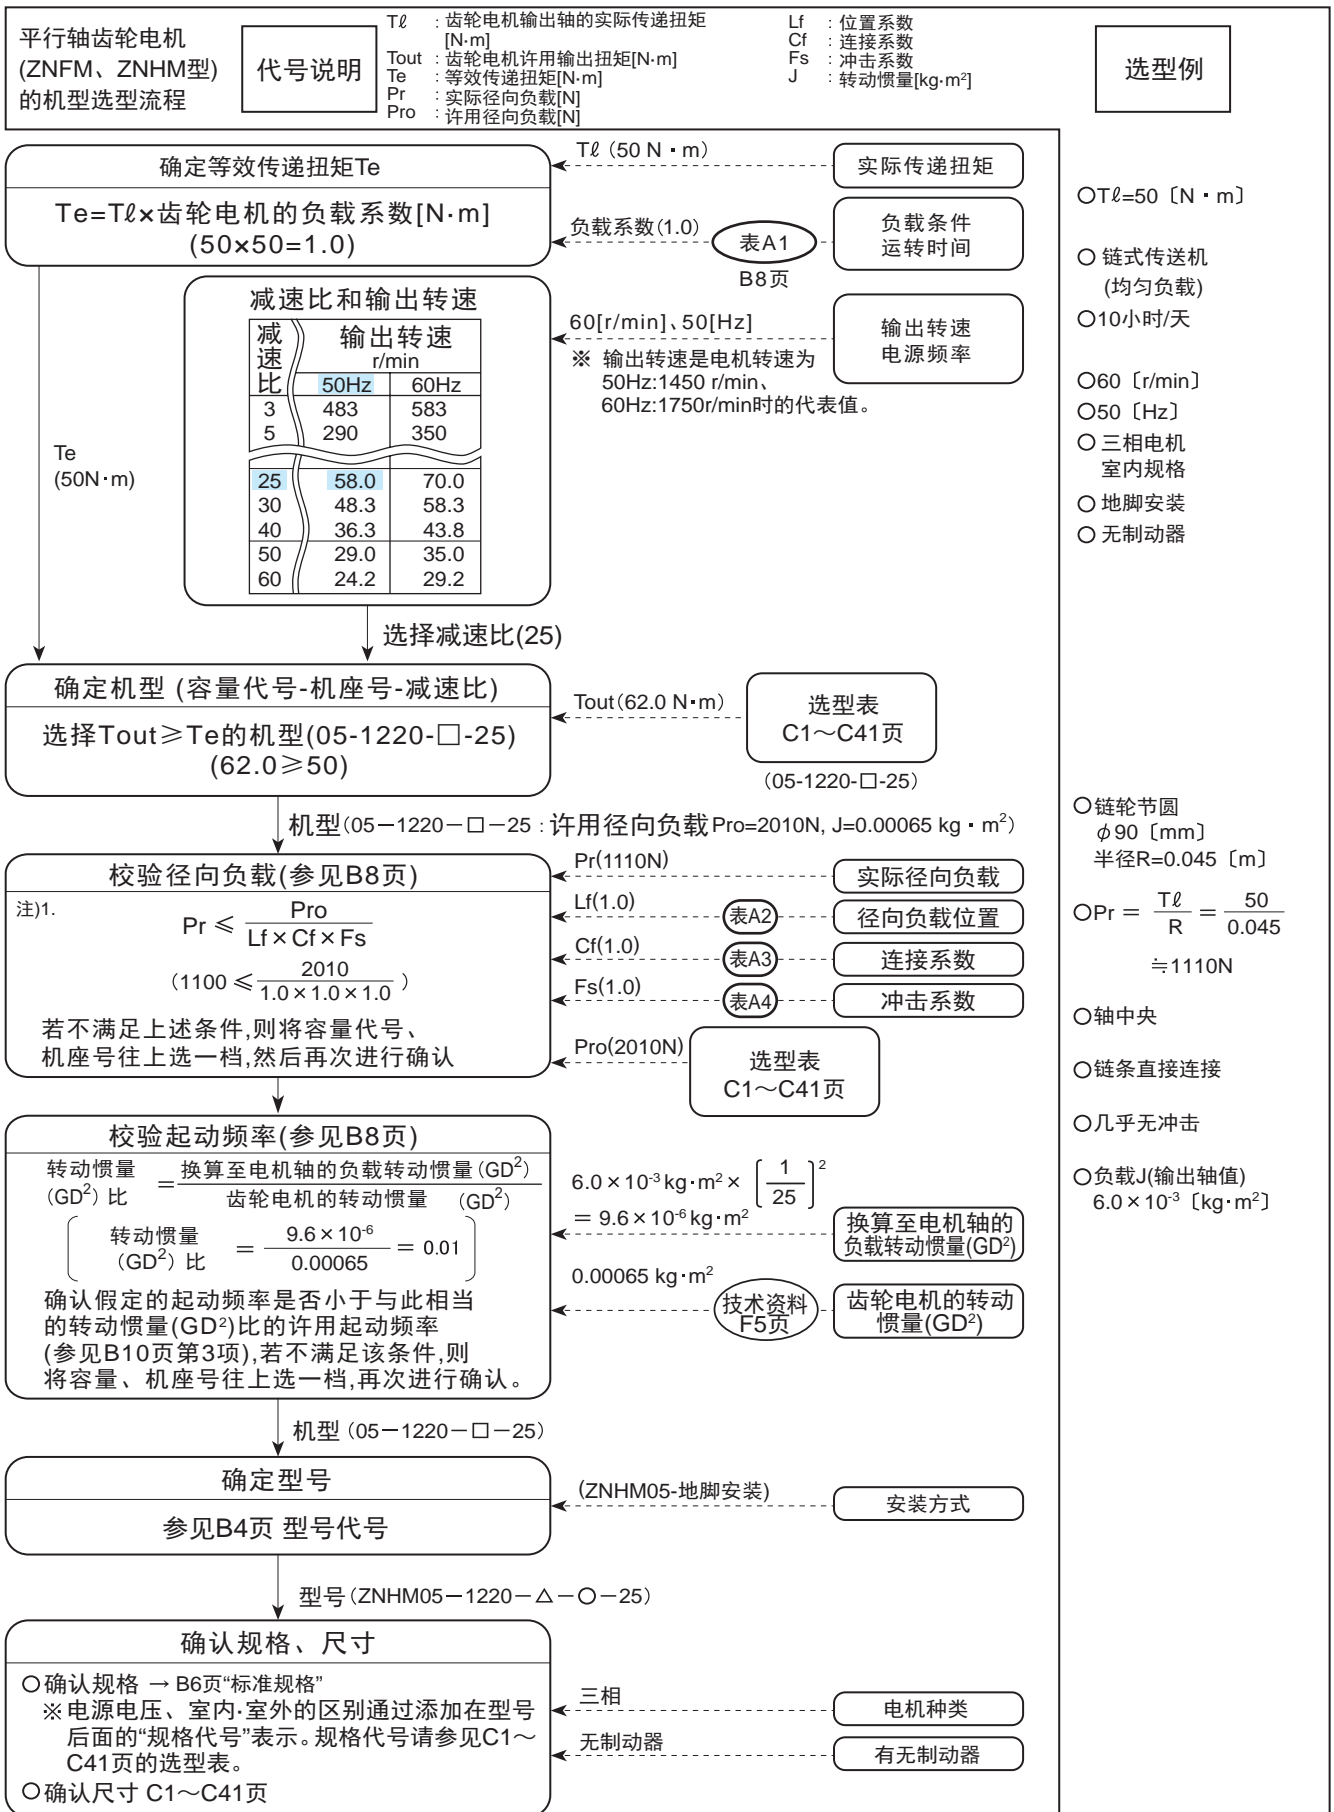 平行轴齿轮电机
(ZNFM、ZNHM型)
的机型选型流程
代号说明
Tℓ : 齿轮电机输出轴的实际传递扭矩
[N·m]
Tout : 齿轮电机许用输出扭矩[N·m]
Te : 等效传递扭矩[N·m]
Pr : 实际径向负载[N]
Pro : 许用径向负载[N]
Lf : 位置系数
Cf : 连接系数
Fs : 冲击系数
J : 转动惯量[kg·m²]
选型例
确定等效传递扭矩Te
Te=Tℓ×齿轮电机的负载系数[N·m]
(50×50=1.0)
Tℓ (50 N·m)
实际传递扭矩
负载系数(1.0)
表A1
B8页
负载条件
运转时间
○Tℓ=50〔N·m〕
○链式传送机
(均匀负载)
○10小时/天
○60〔r/min〕
○50〔Hz〕
○三相电机
室内规格
○地脚安装
○无制动器
减速比和输出转速
减速比 输出转速
r/min
50Hz 60Hz
3 483 583
5 290 350
25 58.0 70.0
30 48.3 58.3
40 36.3 43.8
50 29.0 35.0
60 24.2 29.2
60[r/min]、50[Hz]
※ 输出转速是电机转速为
50Hz:1450 r/min、
60Hz:1750r/min时的代表值。
输出转速
电源频率
Te
(50N·m)
选择减速比(25)
确定机型 (容量代号-机座号-减速比)
选择Tout≥Te的机型(05-1220-□-25)
(62.0≥50)
Tout(62.0 N·m)
选型表
C1～C41页
(05-1220-□-25)
机型(05－1220－□－25 : 许用径向负载Pro=2010N, J=0.00065 kg·m²)
校验径向负载(参见B8页)
注)1.
Pr ≤ Pro / (Lf×Cf×Fs)
(1100 ≤ 2010 / (1.0×1.0×1.0))
若不满足上述条件,则将容量代号、
机座号往上选一档,然后再次进行确认
Pr(1110N)
实际径向负载
Lf(1.0)
表A2
径向负载位置
Cf(1.0)
表A3
连接系数
Fs(1.0)
表A4
冲击系数
Pro(2010N)
选型表
C1～C41页
○链轮节圆
φ90〔mm〕
半径R=0.045〔m〕
○Pr = Tℓ / R = 50 / 0.045
≒1110N
○轴中央
○链条直接连接
○几乎无冲击
○负载J(输出轴值)
6.0×10⁻³〔kg·m²〕
校验起动频率(参见B8页)
转动惯量
(GD²) 比
= 换算至电机轴的负载转动惯量(GD²) / 齿轮电机的转动惯量 (GD²)
转动惯量
(GD²) 比
= 9.6×10⁻⁶ / 0.00065 = 0.01
确认假定的起动频率是否小于与此相当
的转动惯量(GD²)比的许用起动频率
(参见B10页第3项),若不满足该条件,则
将容量、机座号往上选一档,再次进行确认。
6.0×10⁻³ kg·m²× [1 / 25]²
= 9.6×10⁻⁶ kg·m²
换算至电机轴的
负载转动惯量(GD²)
0.00065 kg·m²
技术资料
F5页
齿轮电机的转动
惯量(GD²)
机型 (05－1220－□－25)
确定型号
参见B4页 型号代号
(ZNHM05-地脚安装)
安装方式
型号(ZNHM05－1220－△－○－25)
确认规格、尺寸
○确认规格 → B6页“标准规格”
※电源电压、室内·室外的区别通过添加在型号
后面的“规格代号”表示。规格代号请参见C1～
C41页的选型表。
○确认尺寸 C1～C41页
三相
电机种类
无制动器
有无制动器